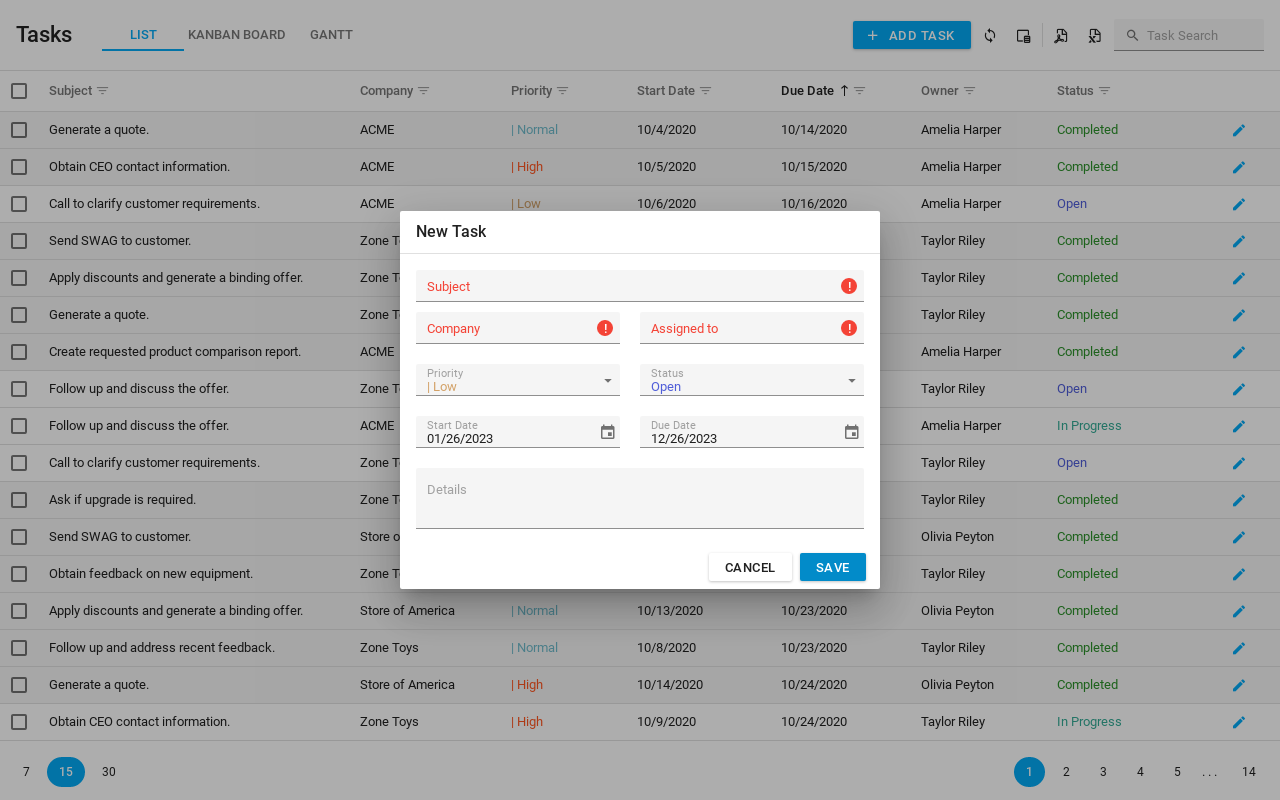 Tasks LIST KANBAN BOARD GANTT ADD TASK Task Search
Subject Company Priority Start Date Due Date Owner Status
Generate a quote. ACME | Normal 10/4/2020 10/14/2020 Amelia Harper Completed
Obtain CEO contact information. ACME | High 10/5/2020 10/15/2020 Amelia Harper Completed
Call to clarify customer requirements. ACME | Low 10/6/2020 10/16/2020 Amelia Harper Open
Send SWAG to customer. Zone Taylor Riley Completed
Apply discounts and generate a binding offer. Zone Taylor Riley Completed
Generate a quote. Zone Taylor Riley Completed
Create requested product comparison report. ACME Amelia Harper Completed
Follow up and discuss the offer. Zone Taylor Riley Open
Follow up and discuss the offer. ACME Amelia Harper In Progress
Call to clarify customer requirements. Zone Taylor Riley Open
Ask if upgrade is required. Zone Taylor Riley Completed
Send SWAG to customer. Store Olivia Peyton Completed
Obtain feedback on new equipment. Zone Taylor Riley Completed
Apply discounts and generate a binding offer. Store of America | Normal 10/13/2020 10/23/2020 Olivia Peyton Completed
Follow up and address recent feedback. Zone Toys | Normal 10/8/2020 10/23/2020 Taylor Riley Completed
Generate a quote. Store of America | High 10/14/2020 10/24/2020 Olivia Peyton Completed
Obtain CEO contact information. Zone Toys | High 10/9/2020 10/24/2020 Taylor Riley In Progress
7 15 30 1 2 3 4 5 . . . 14
New Task
Subject
Company Assigned to
Priority Status
| Low Open
Start Date Due Date
01/26/2023 12/26/2023
Details
CANCEL SAVE